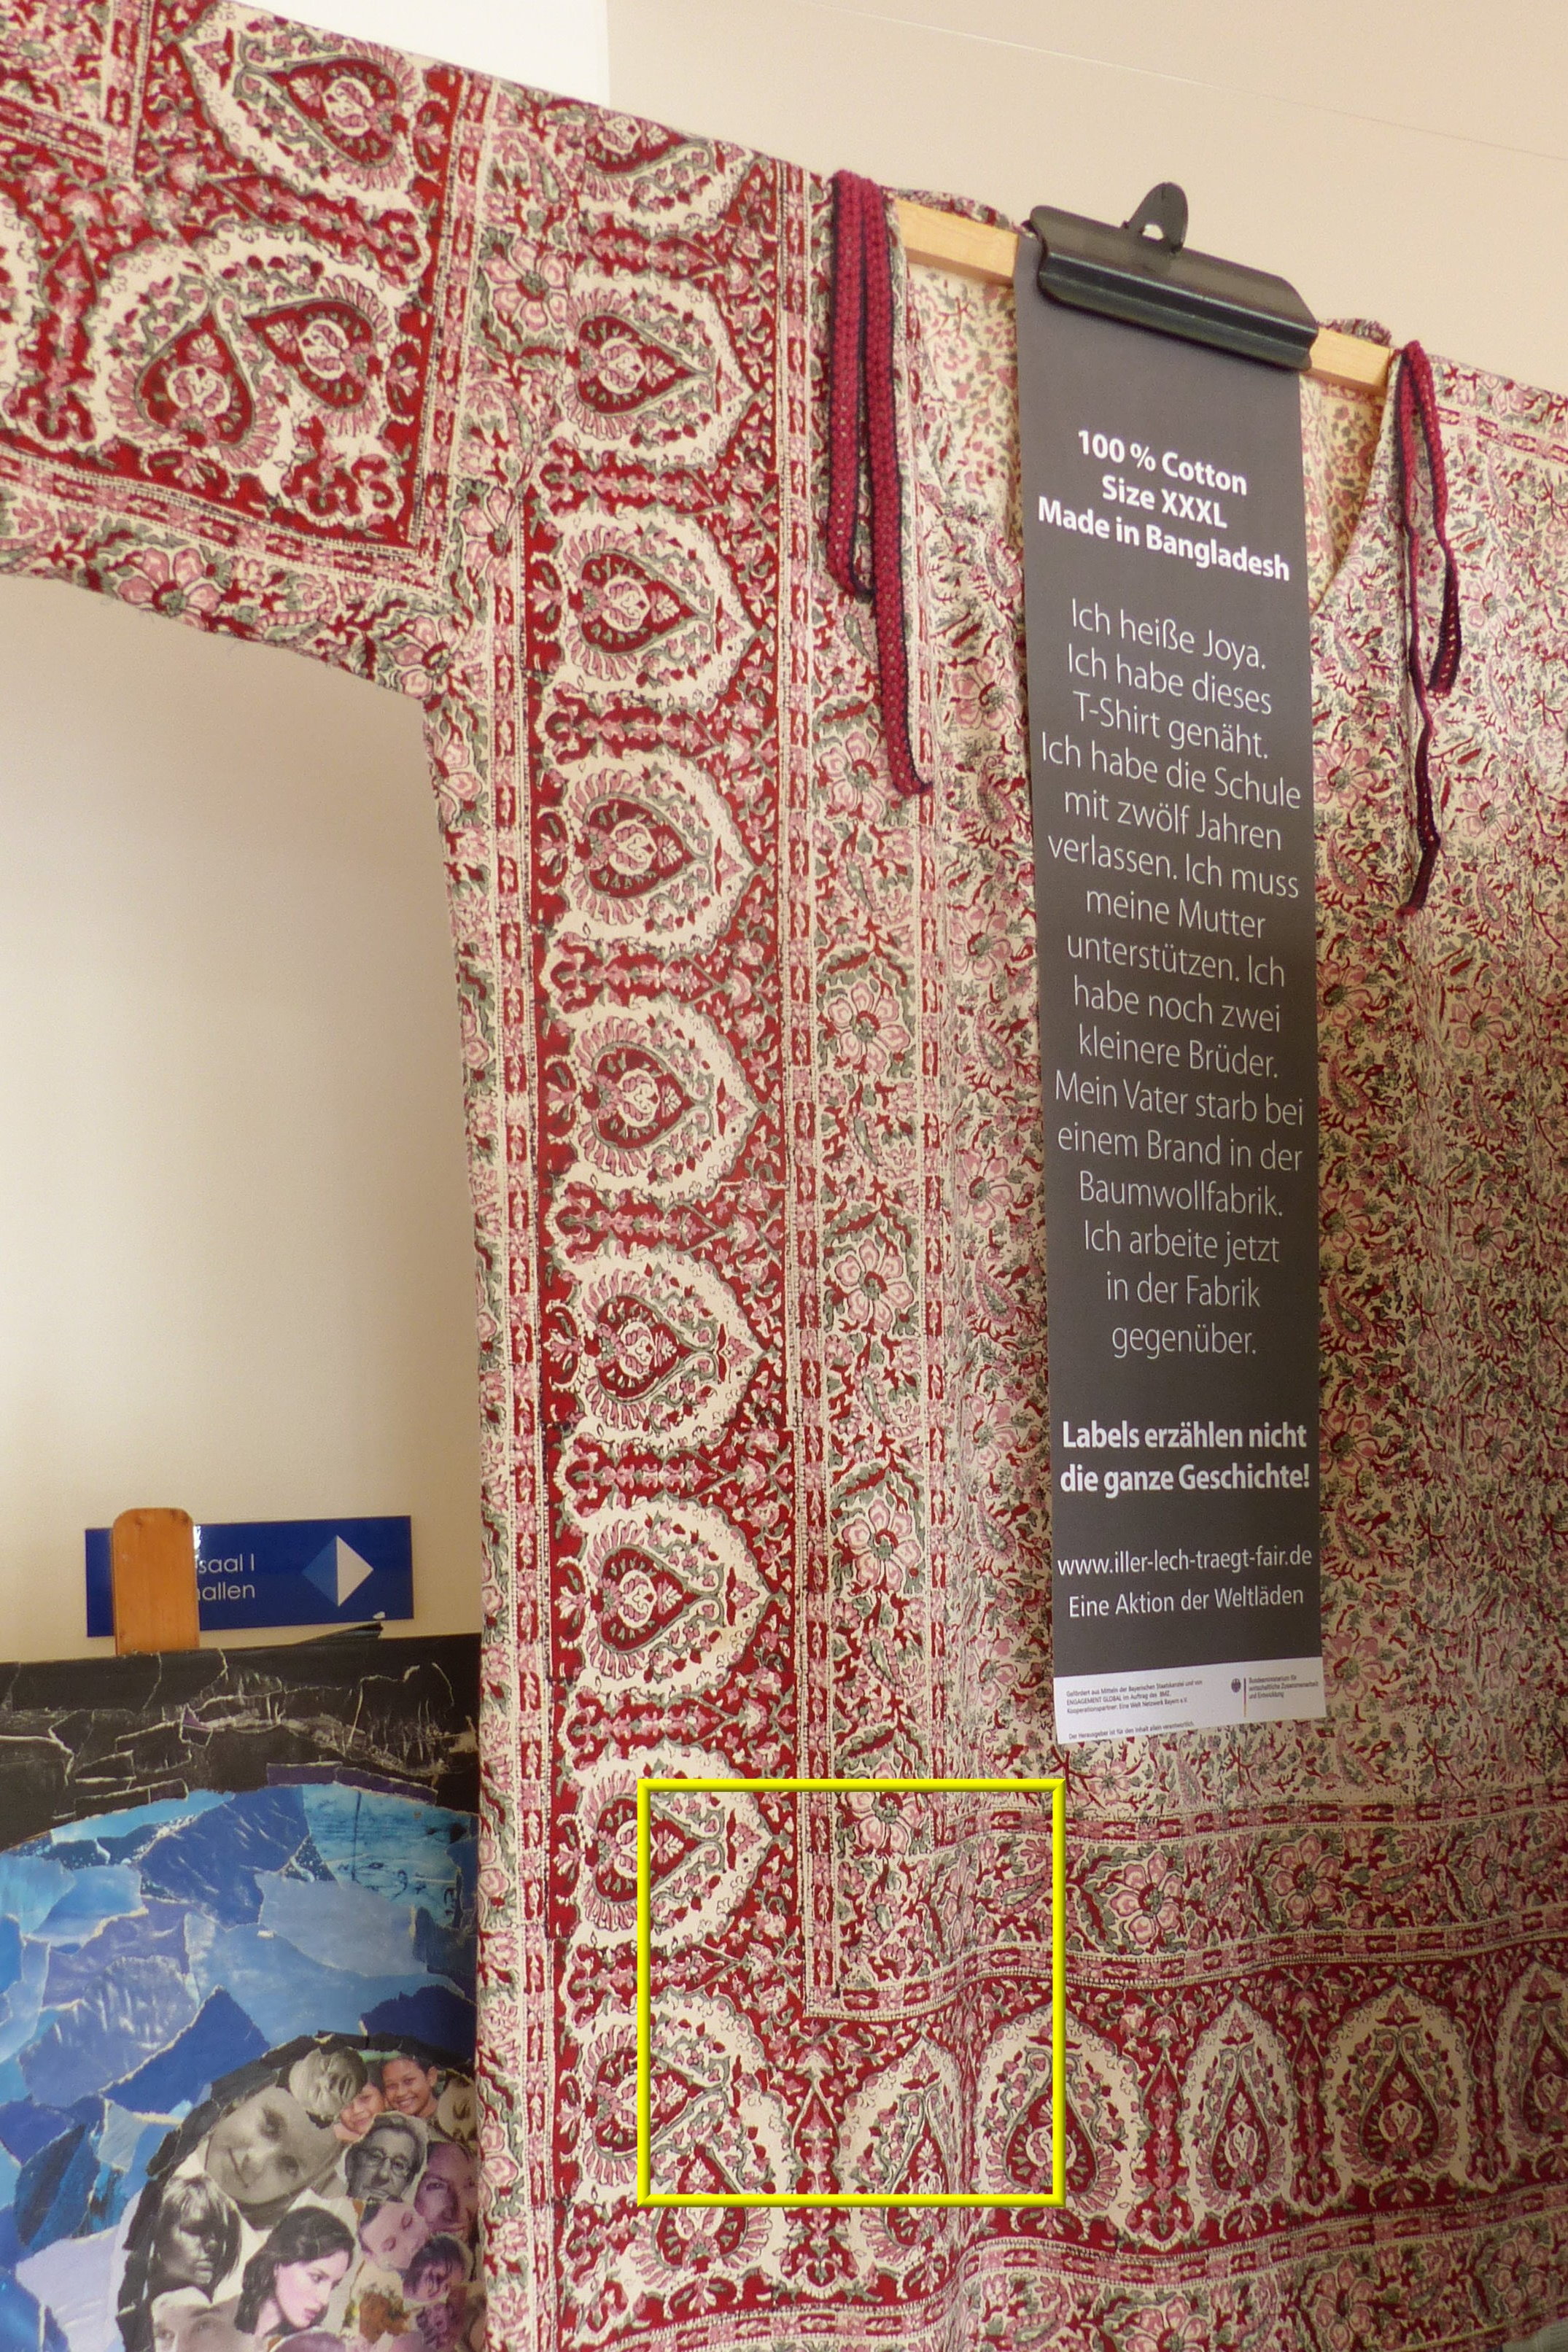 saal I
allen
100 % Cotton
Size XXXL
Made in Bangladesh
Ich heiße Joya.
Ich habe dieses
T-Shirt genäht.
Ich habe die Schule
mit zwölf Jahren
verlassen. Ich muss
meine Mutter
unterstützen. Ich
habe noch zwei
kleinere Brüder.
Mein Vater starb bei
einem Brand in der
Baumwollfabrik.
Ich arbeite jetzt
in der Fabrik
gegenüber.
Labels erzählen nicht
die ganze Geschichte!
www.iller-lech-traegt-fair.de
Eine Aktion der Weltläden